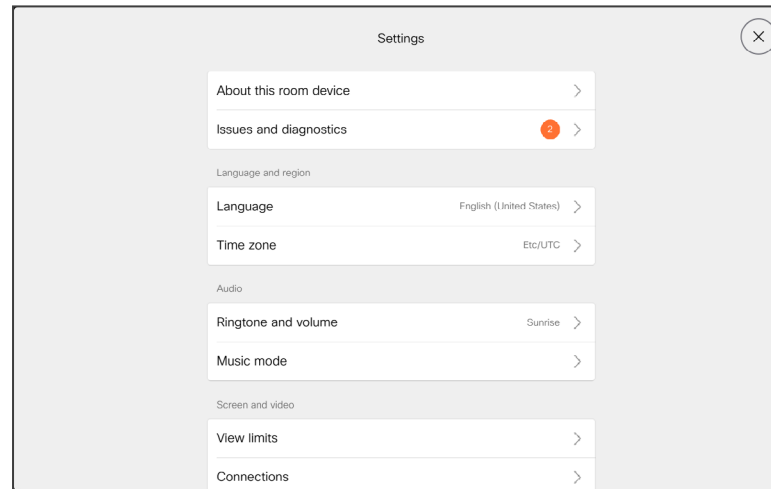 Settings
About this room device
Issues and diagnostics 2
Language and region
Language English (United States)
Time zone Etc/UTC
Audio
Ringtone and volume Sunrise
Music mode
Screen and video
View limits
Connections